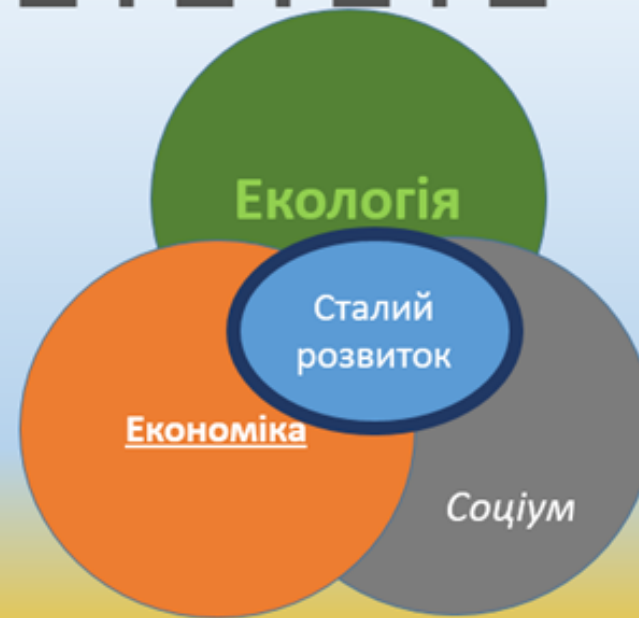 Екологія
Сталий
розвиток
Економіка
Соціум